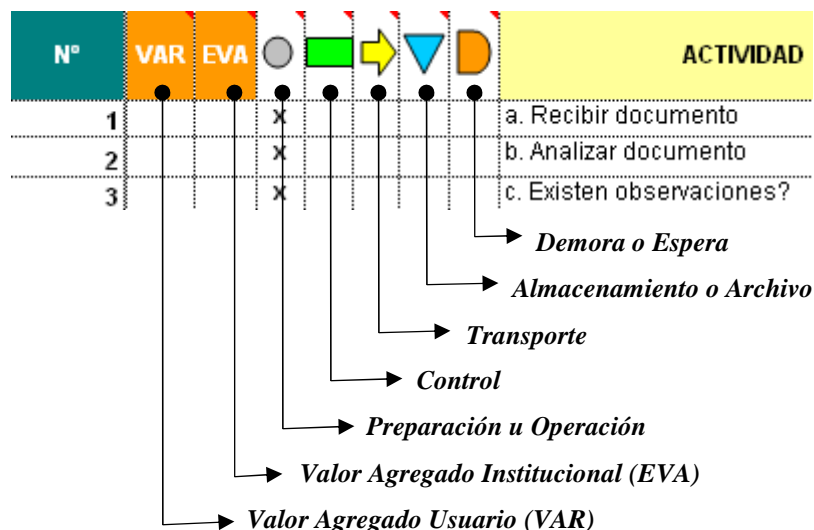 Nº VAR EVA ACTIVIDAD
1 x a. Recibir documento
2 x b. Analizar documento
3 x c. Existen observaciones?
Demora o Espera
Almacenamiento o Archivo
Transporte
Control
Preparación u Operación
Valor Agregado Institucional (EVA)
Valor Agregado Usuario (VAR)